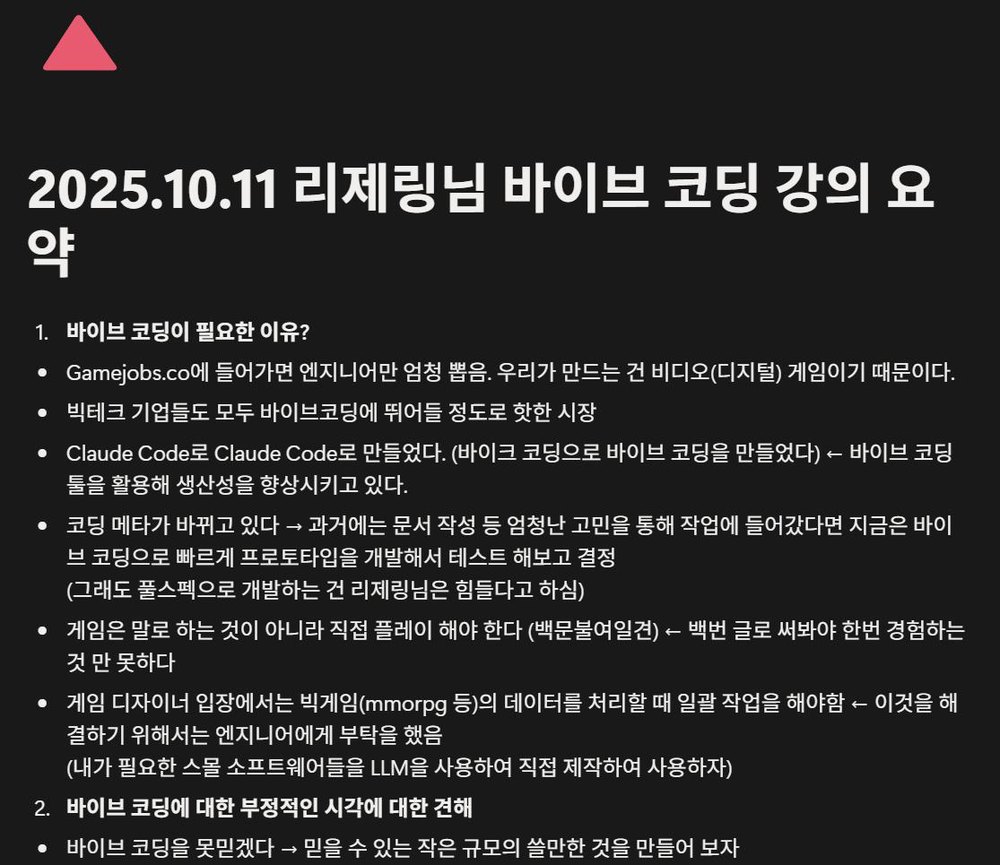 2025.10.11 리제링님 바이브 코딩 강의 요
약
1. 바이브 코딩이 필요한 이유?
• Gamejobs.co에 들어가면 엔지니어만 엄청 뽑음. 우리가 만드는 건 비디오(디지털) 게임이기 때문이다.
• 빅테크 기업들도 모두 바이브코딩에 뛰어들 정도로 핫한 시장
• Claude Code로 Claude Code로 만들었다. (바이크 코딩으로 바이브 코딩을 만들었다) ← 바이브 코딩
툴을 활용해 생산성을 향상시키고 있다.
• 코딩 메타가 바뀌고 있다 → 과거에는 문서 작성 등 엄청난 고민을 통해 작업에 들어갔다면 지금은 바이
브 코딩으로 빠르게 프로토타입을 개발해서 테스트 해보고 결정
(그래도 풀스펙으로 개발하는 건 리제링님은 힘들다고 하심)
• 게임은 말로 하는 것이 아니라 직접 플레이 해야 한다 (백문불여일견) ← 백번 글로 써봐야 한번 경험하는
것 만 못하다
• 게임 디자이너 입장에서는 빅게임(mmorpg 등)의 데이터를 처리할 때 일괄 작업을 해야함 ← 이것을 해
결하기 위해서는 엔지니어에게 부탁을 했음
(내가 필요한 스몰 소프트웨어들을 LLM을 사용하여 직접 제작하여 사용하자)
2. 바이브 코딩에 대한 부정적인 시각에 대한 견해
• 바이브 코딩을 못믿겠다 → 믿을 수 있는 작은 규모의 쓸만한 것을 만들어 보자